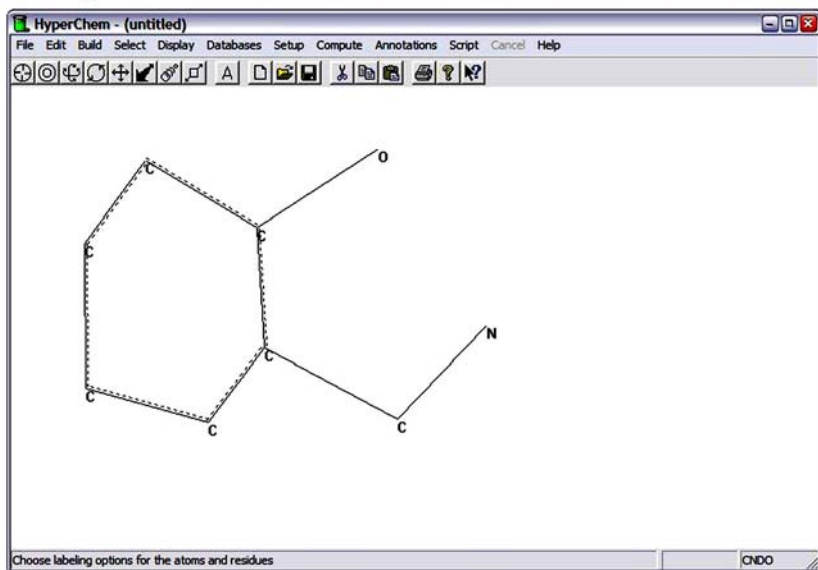 HyperChem - (untitled)
File Edit Build Select Display Databases Setup Compute Annotations Script Cancel Help
A
O
C
C
C
N
C
C
C
C
Choose labeling options for the atoms and residues CNDO